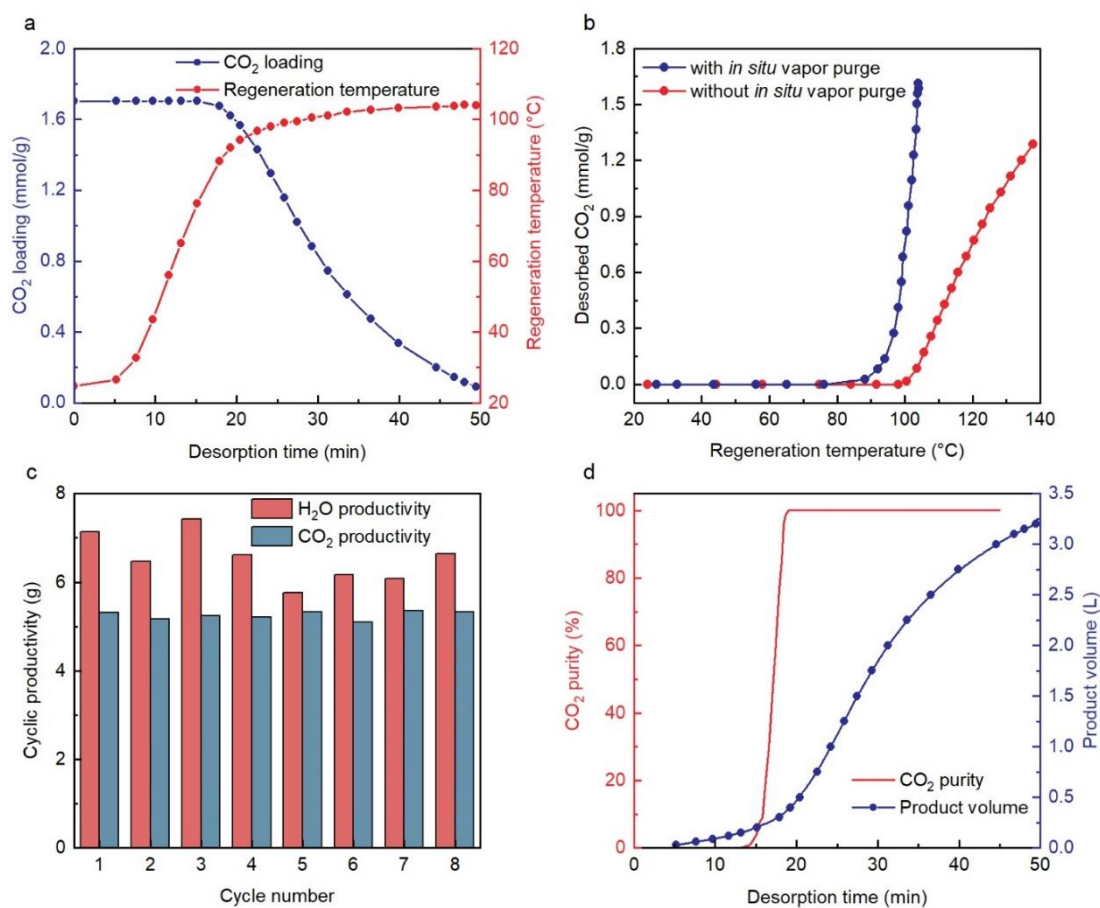 a
2.0
1.6
1.2
0.8
0.4
0.0
CO₂ loading (mmol/g)
CO₂ loading
Regeneration temperature
120
100
80
60
40
20
Regeneration temperature (°C)
0 10 20 30 40 50
Desorption time (min)
b
1.8
1.5
1.2
0.9
0.6
0.3
0.0
Desorbed CO₂ (mmol/g)
with in situ vapor purge
without in situ vapor purge
20 40 60 80 100 120 140
Regeneration temperature (°C)
c
8
6
4
2
0
Cyclic productivity (g)
H₂O productivity
CO₂ productivity
1 2 3 4 5 6 7 8
Cycle number
d
100
80
60
40
20
0
CO₂ purity (%)
CO₂ purity
Product volume
3.5
3.0
2.5
2.0
1.5
1.0
0.5
0.0
Product volume (L)
0 10 20 30 40 50
Desorption time (min)